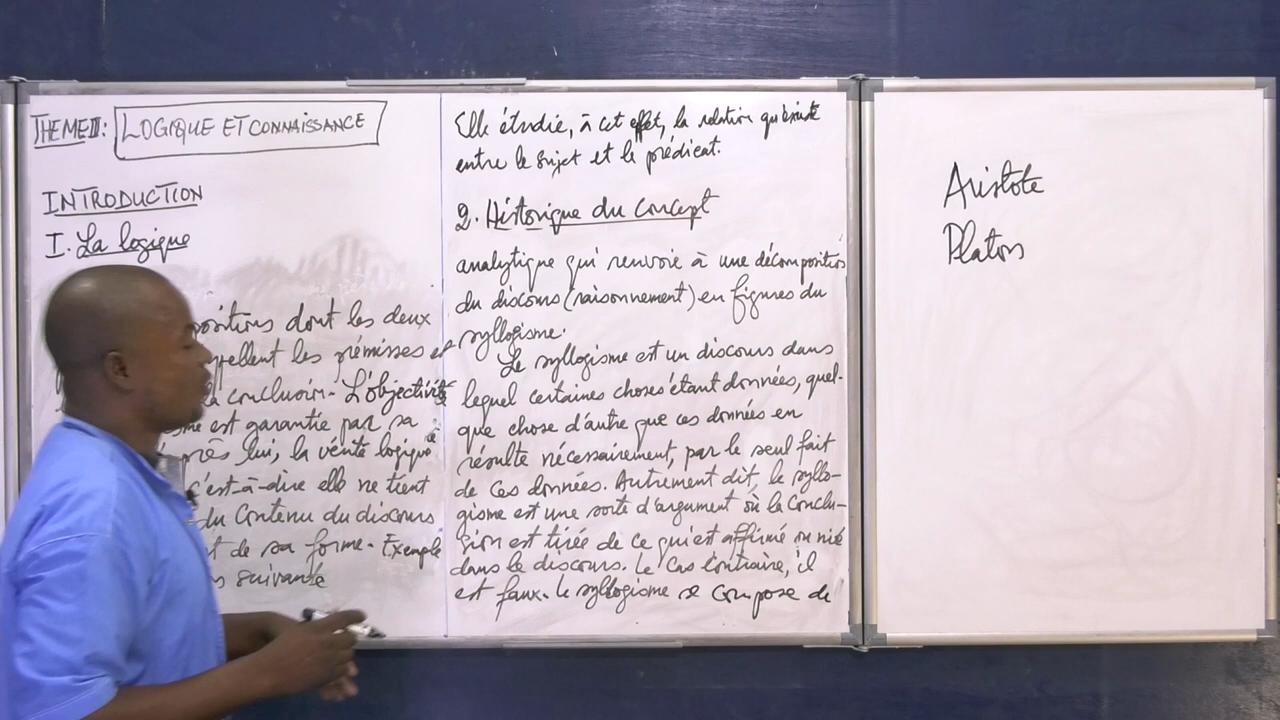 THEME II: LOGIQUE ET CONNAISSANCE
INTRODUCTION
I. La logique
dont les deux
les prémisses et
conclusion. L'objectivité
est garantie par sa
lui, la vérité logique
c'est-à-dire elle ne tient
du contenu du discours
de sa forme. Exemple
suivante
Elle étudie, à cet effet, la relation qui existe
entre le sujet et le prédicat.
2. Historique du concept
analytique qui renvoie à une décomposition
du discours (raisonnement) en figures du
syllogisme.
Le syllogisme est un discours dans
lequel certaines choses étant données, quel-
que chose d'autre que ces données en
résulte nécessairement, par le seul fait
de ces données. Autrement dit, le syllo-
gisme est une sorte d'argument où la conclu-
sion est tirée de ce qui est affirmé ou nié
dans le discours. Le cas contraire, il
est faux. Le syllogisme se compose de
Aristote
Platon